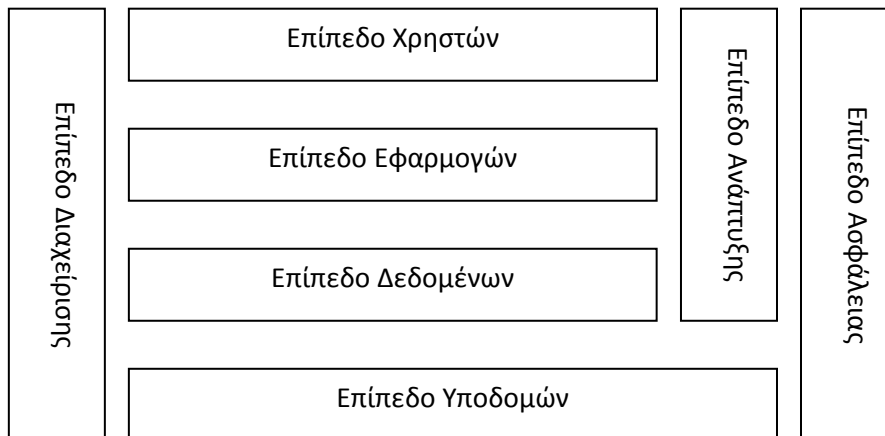 Επίπεδο Διαχείρισης
Επίπεδο Χρηστών
Επίπεδο Εφαρμογών
Επίπεδο Δεδομένων
Επίπεδο Υποδομών
Επίπεδο Ανάπτυξης
Επίπεδο Ασφάλειας